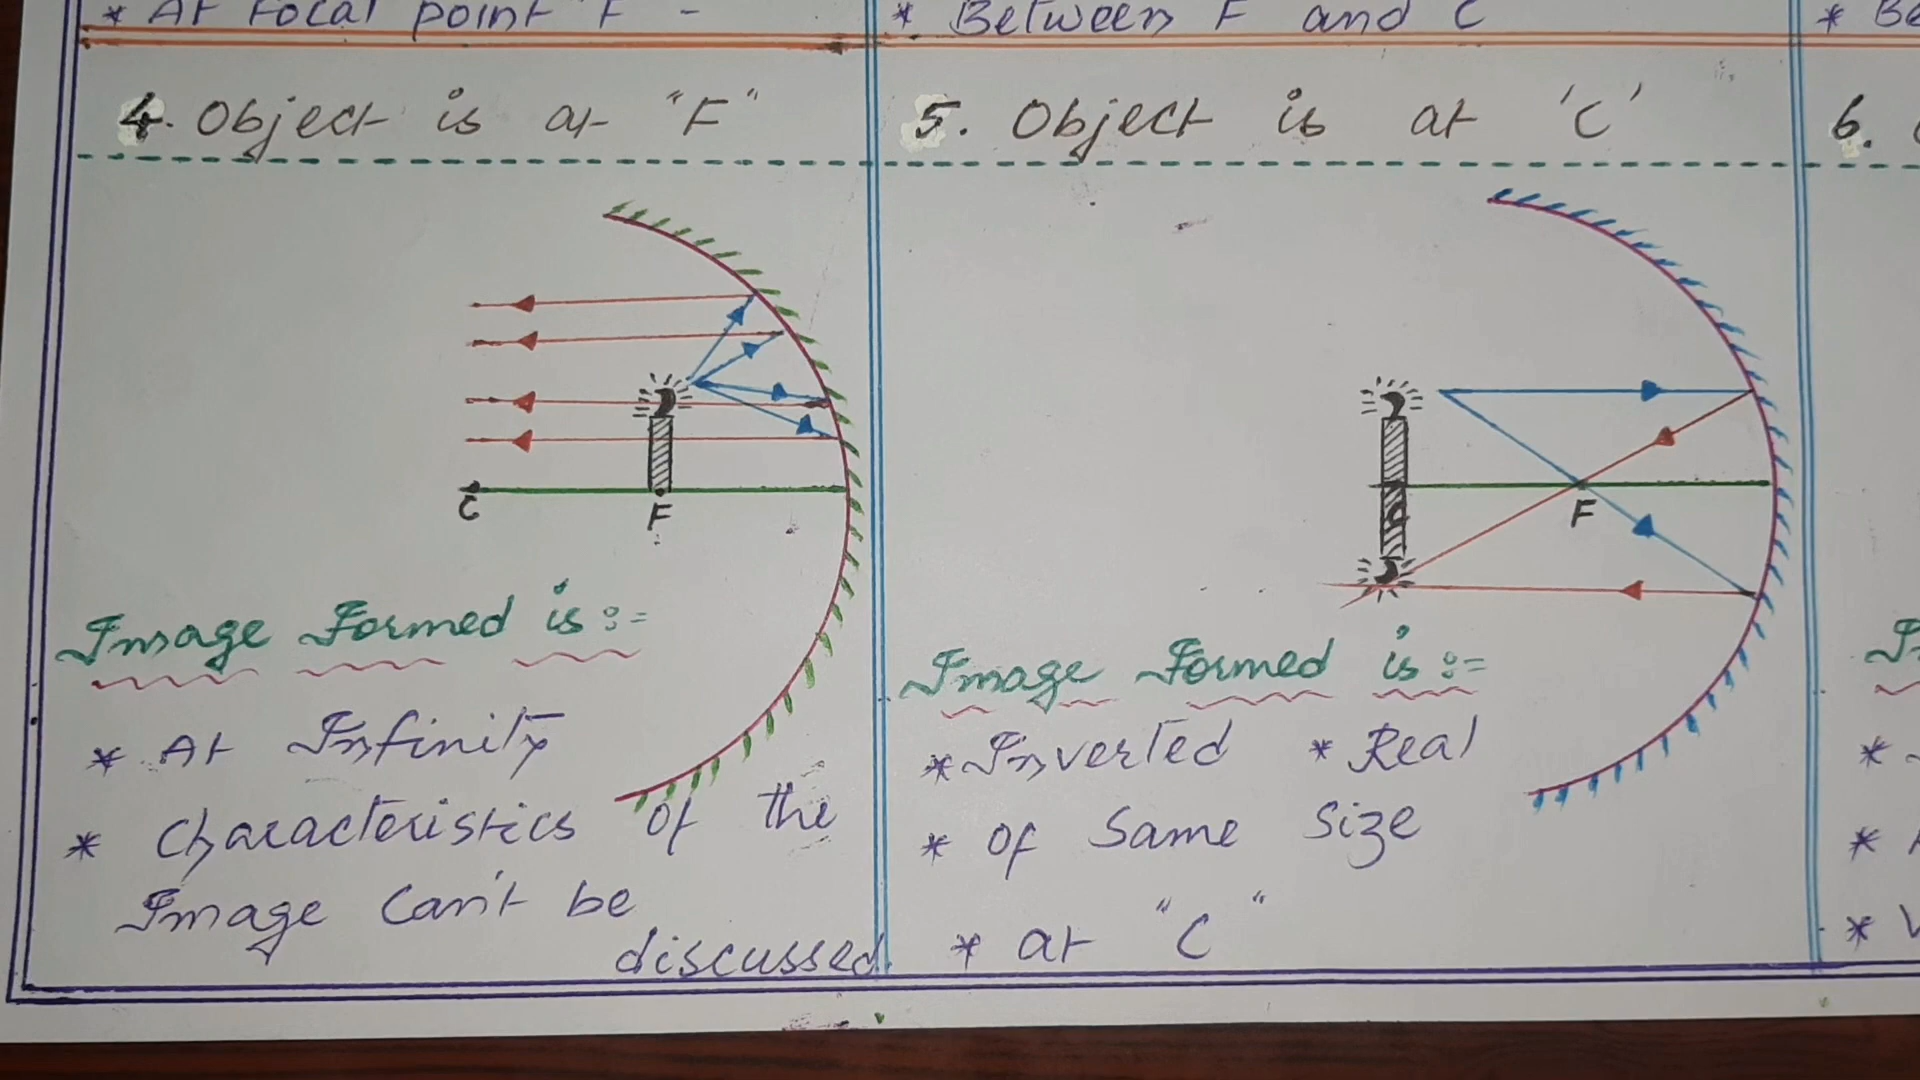 * At Focal point F -
* Between F and C
* Be
4. Object is at "F"
C
F
Image Formed is :-
* At Infinity
* Characteristics of the
Image Can't be
discussed
5. Object is at 'C'
C
F
Image Formed is :-
* Inverted * Real
* Of Same Size
* at "C"
6.